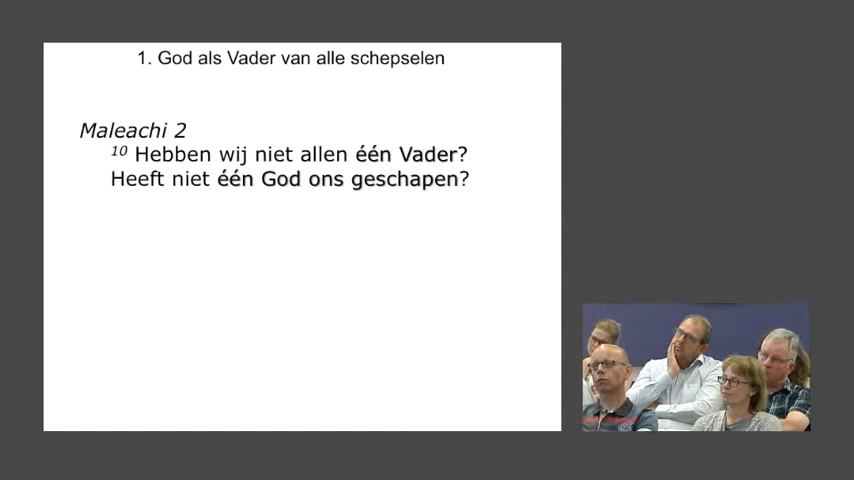 1. God als Vader van alle schepselen
Maleachi 2
10 Hebben wij niet allen één Vader?
Heeft niet één God ons geschapen?